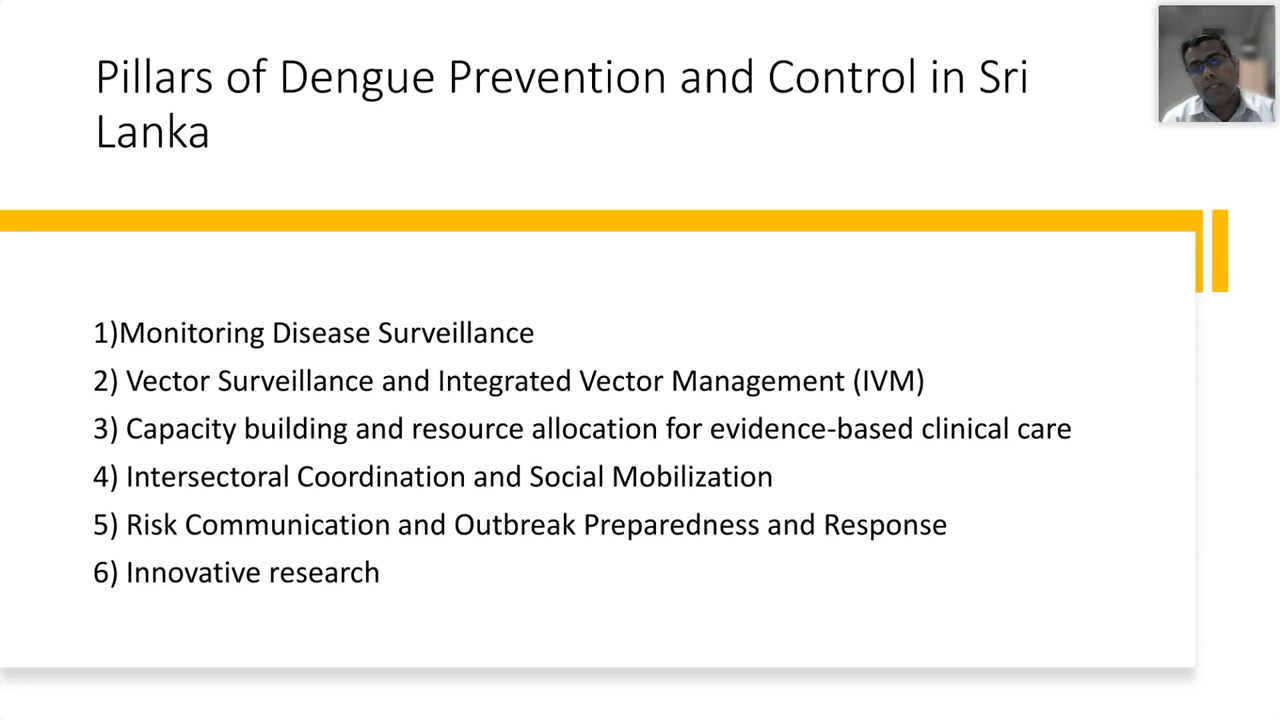 Pillars of Dengue Prevention and Control in Sri
Lanka
1)Monitoring Disease Surveillance
2) Vector Surveillance and Integrated Vector Management (IVM)
3) Capacity building and resource allocation for evidence-based clinical care
4) Intersectoral Coordination and Social Mobilization
5) Risk Communication and Outbreak Preparedness and Response
6) Innovative research